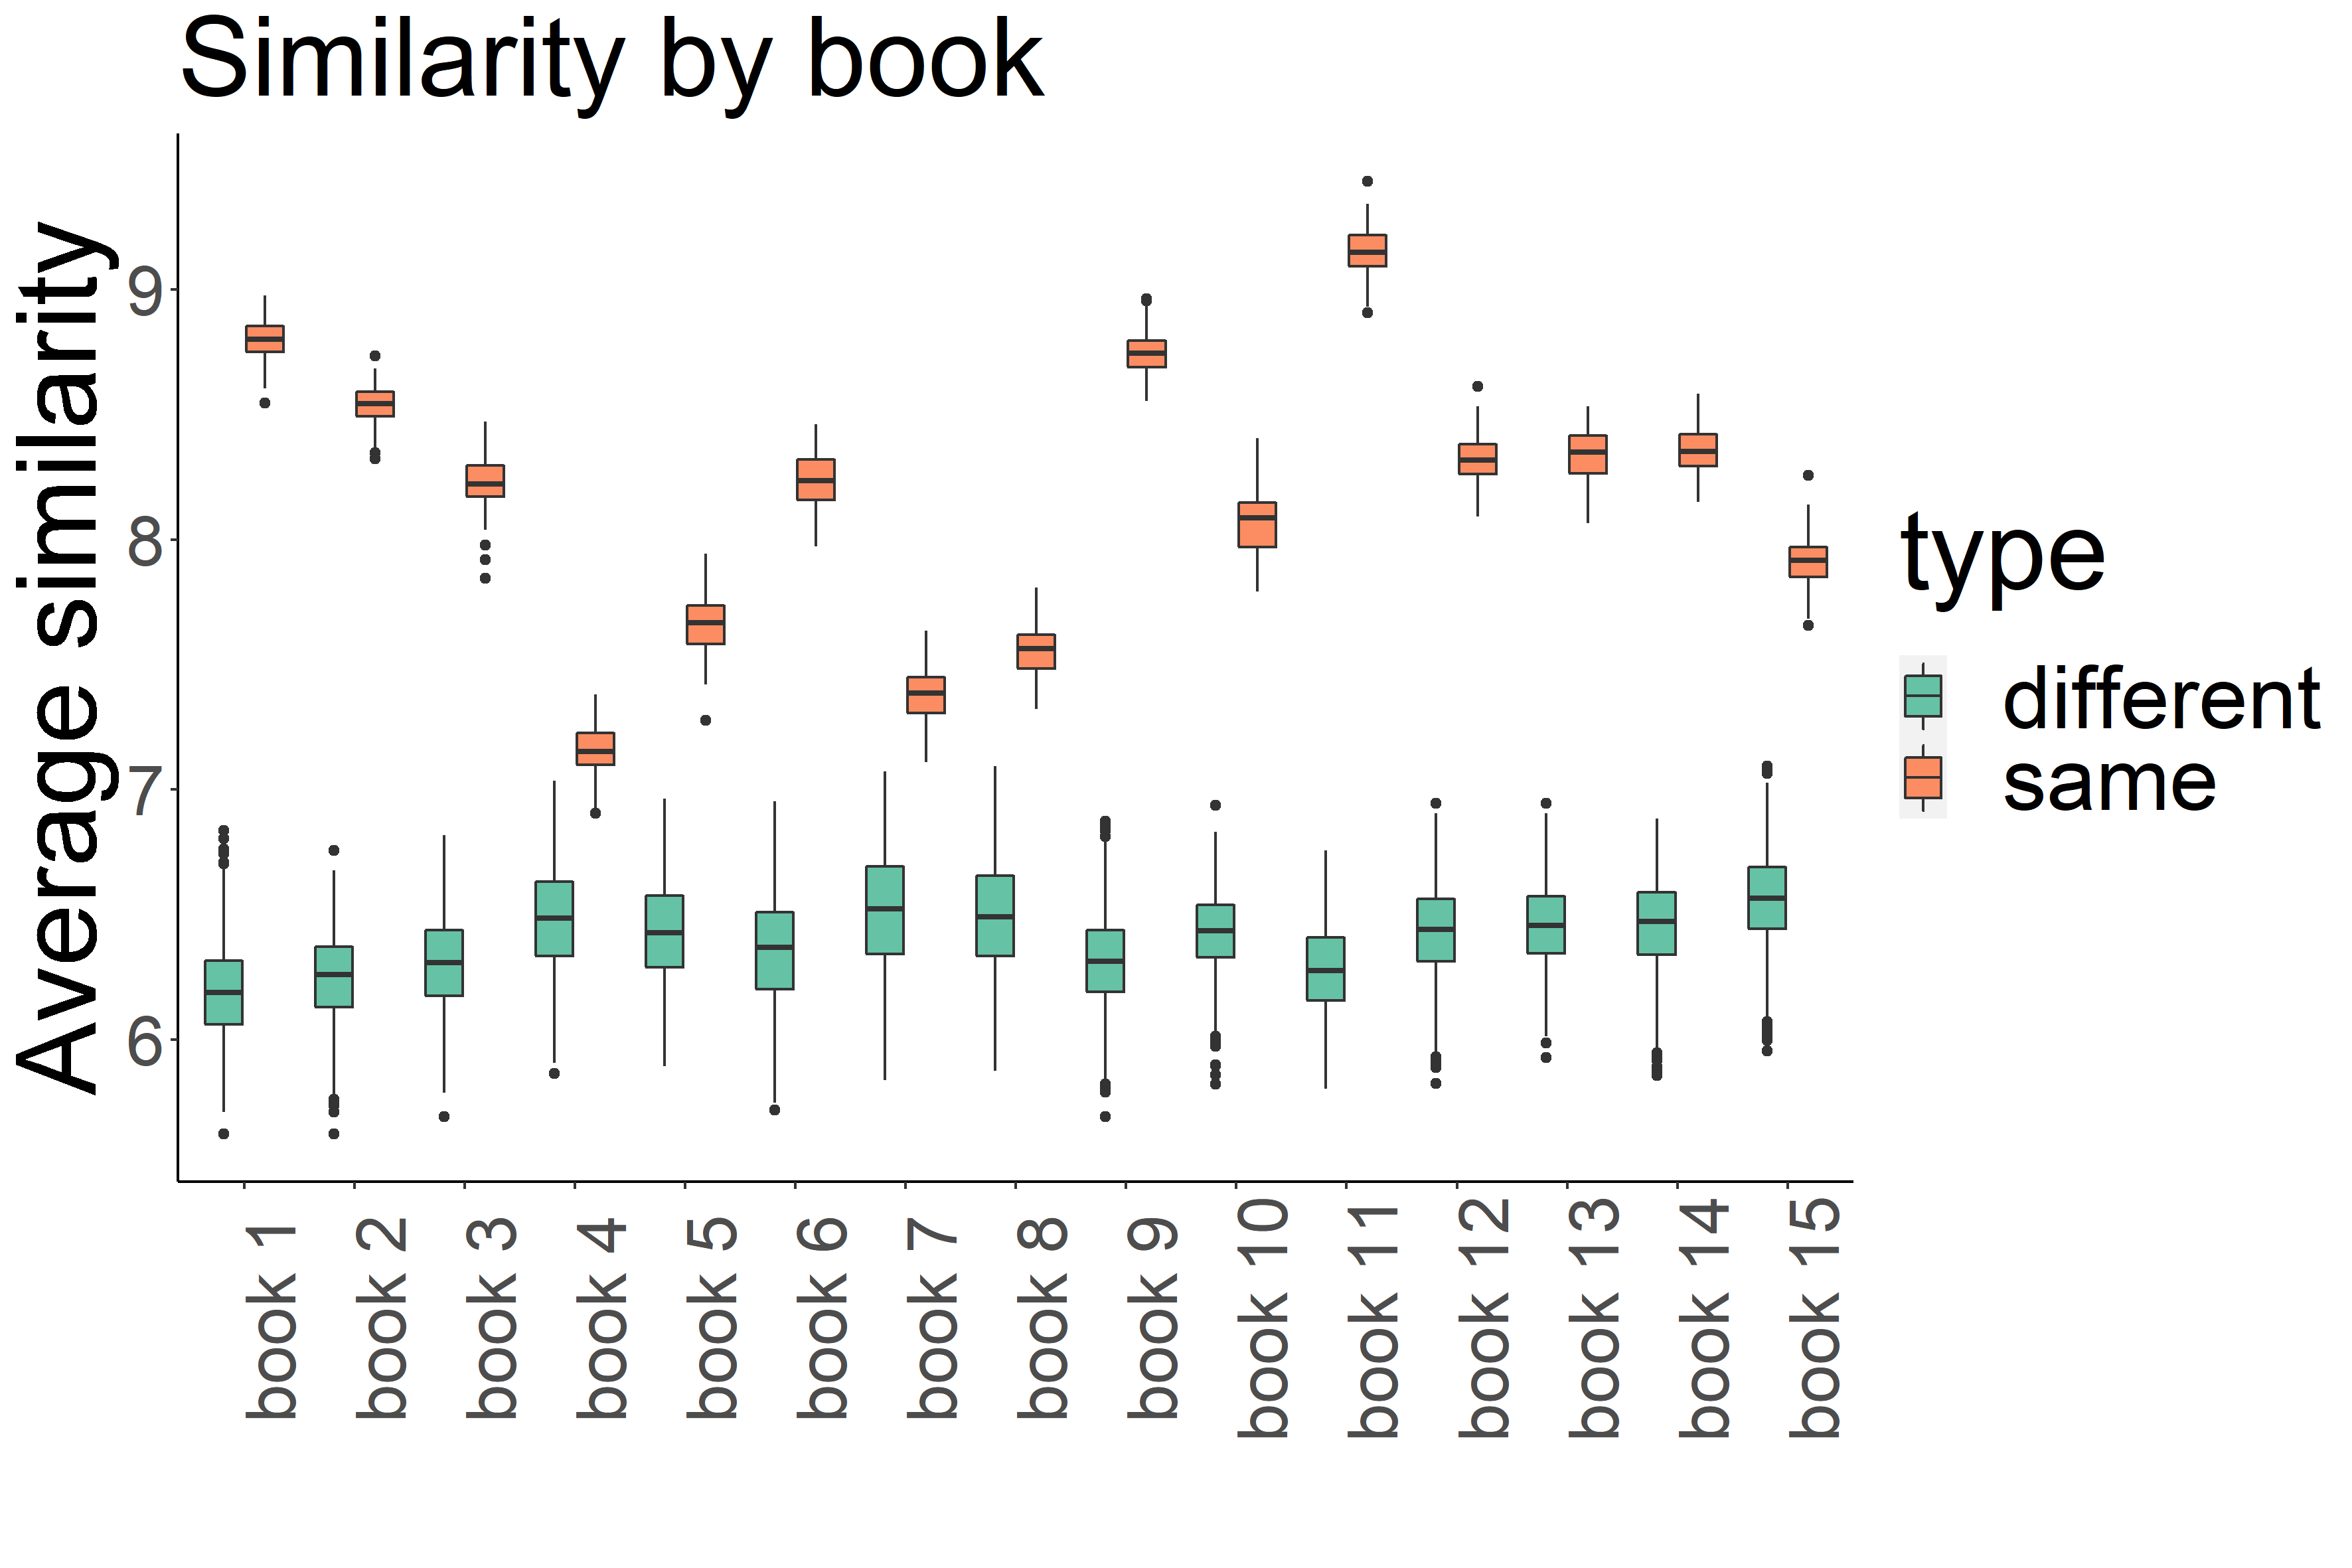 Similarity by book
Average similarity
9
8
7
6
book 1
book 2
book 3
book 4
book 5
book 6
book 7
book 8
book 9
book 10
book 11
book 12
book 13
book 14
book 15
type
different
same